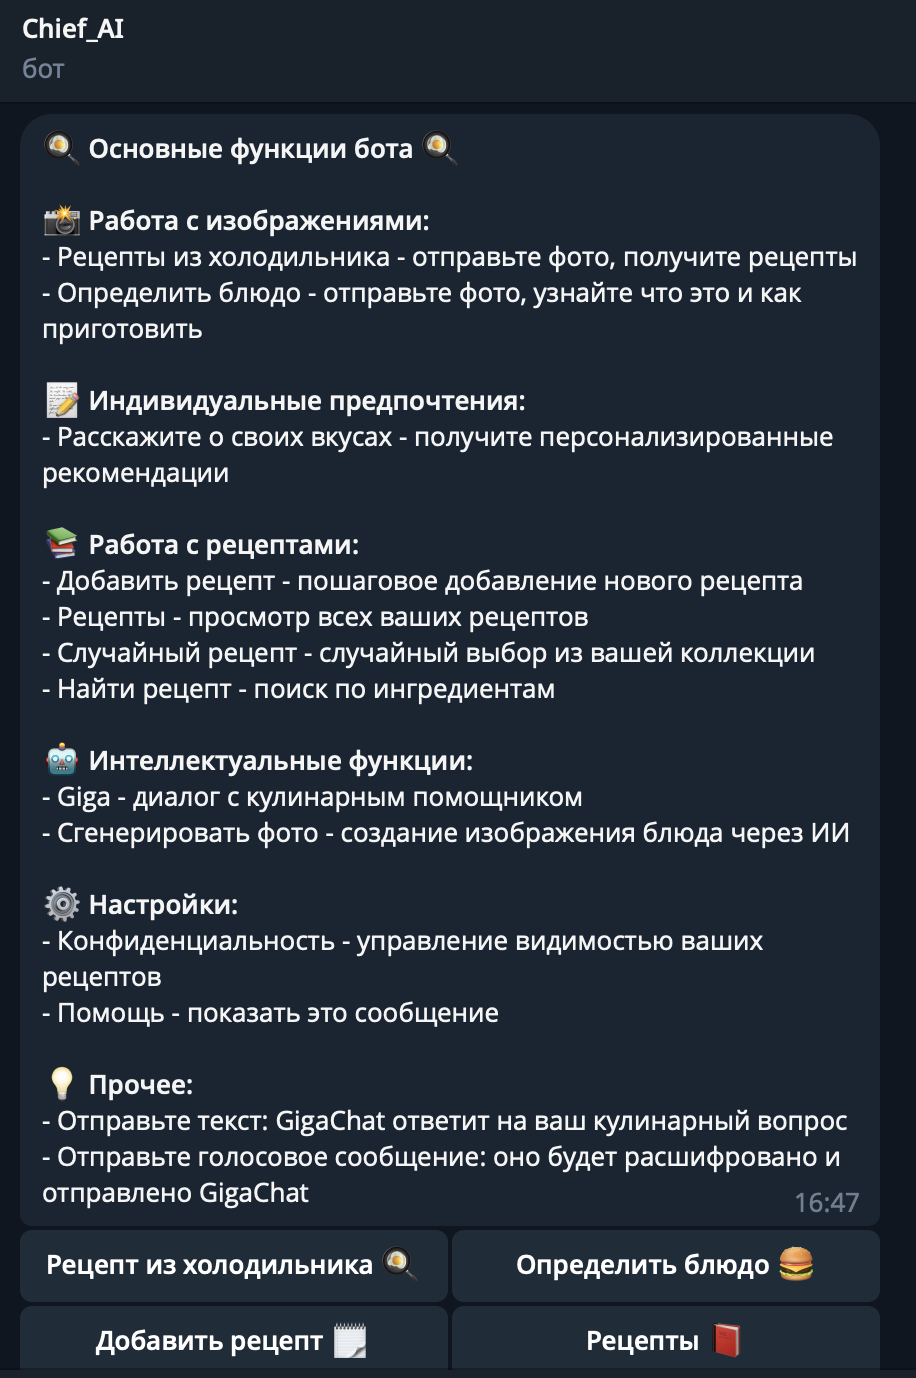 Chief_AI
бот
🍳 Основные функции бота 🍳
📸 Работа с изображениями:
- Рецепты из холодильника - отправьте фото, получите рецепты
- Определить блюдо - отправьте фото, узнайте что это и как
приготовить
📝 Индивидуальные предпочтения:
- Расскажите о своих вкусах - получите персонализированные
рекомендации
📚 Работа с рецептами:
- Добавить рецепт - пошаговое добавление нового рецепта
- Рецепты - просмотр всех ваших рецептов
- Случайный рецепт - случайный выбор из вашей коллекции
- Найти рецепт - поиск по ингредиентам
🤖 Интеллектуальные функции:
- Giga - диалог с кулинарным помощником
- Сгенерировать фото - создание изображения блюда через ИИ
⚙️ Настройки:
- Конфиденциальность - управление видимостью ваших
рецептов
- Помощь - показать это сообщение
💡 Прочее:
- Отправьте текст: GigaChat ответит на ваш кулинарный вопрос
- Отправьте голосовое сообщение: оно будет расшифровано и
отправлено GigaChat
16:47
Рецепт из холодильника 🍳
Определить блюдо 🍔
Добавить рецепт 🗒️
Рецепты 📕